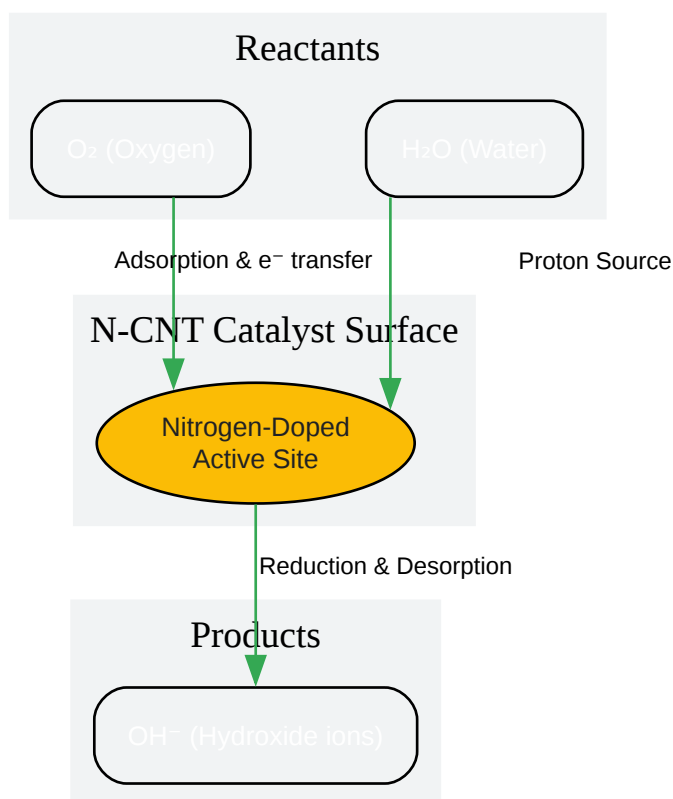 Reactants
O₂ (Oxygen)
H₂O (Water)
Adsorption & e⁻ transfer
Proton Source
N-CNT Catalyst Surface
Nitrogen-Doped
Active Site
Reduction & Desorption
Products
OH⁻ (Hydroxide ions)